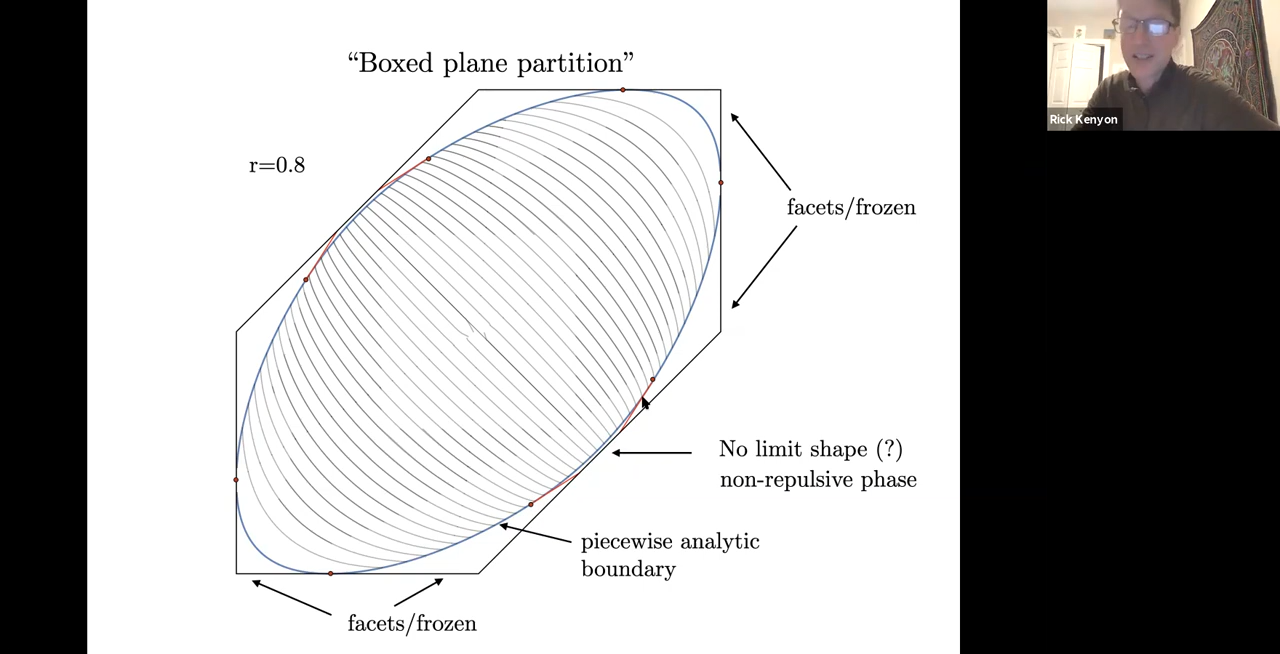 “Boxed plane partition”
r=0.8
Rick Kenyon
facets/frozen
No limit shape (?)
non-repulsive phase
piecewise analytic
boundary
facets/frozen